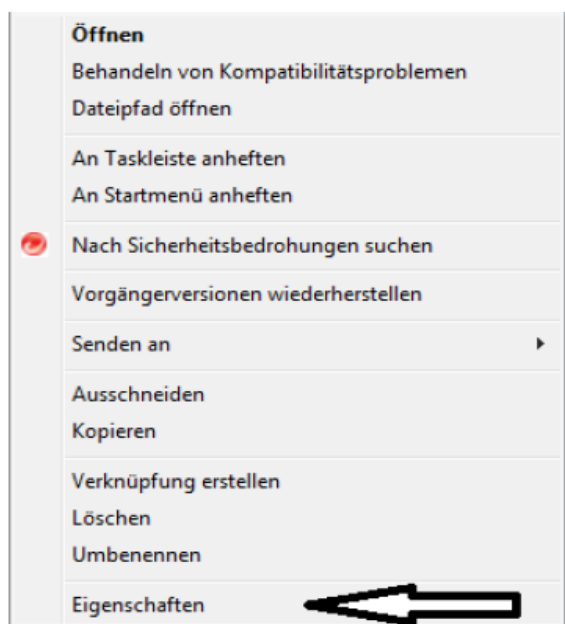 Öffnen
Behandeln von Kompatibilitätsproblemen
Dateipfad öffnen
An Taskleiste anheften
An Startmenü anheften
Nach Sicherheitsbedrohungen suchen
Vorgängerversionen wiederherstellen
Senden an
Ausschneiden
Kopieren
Verknüpfung erstellen
Löschen
Umbenennen
Eigenschaften